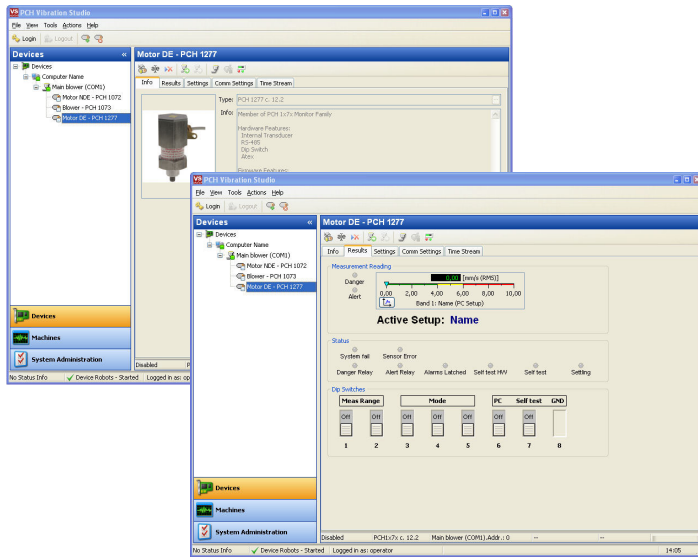 PCH Vibration Studio
File View Tools Actions Help
Login Logout
Devices «
Devices
Computer Name
Main blower (COM1)
Motor NDE - PCH 1072
Blower - PCH 1073
Motor DE - PCH 1277
Devices
Machines
System Administration
Motor DE - PCH 1277
Info Results Settings Comm Settings Time Stream
Type: PCH 1277 c. 12.2
Info: Member of PCH 1x7x Monitor Family
Hardware Features:
Internal Transducer
RS-485
Dip Switch
Atex
Firmware Features:
Disabled
No Status Info Device Robots - Started Logged in as: op
PCH Vibration Studio
File View Tools Actions Help
Login Logout
Devices «
Devices
Computer Name
Main blower (COM1)
Motor NDE - PCH 1072
Blower - PCH 1073
Motor DE - PCH 1277
Devices
Machines
System Administration
Motor DE - PCH 1277
Info Results Settings Comm Settings Time Stream
Measurement Reading
Danger
Alert
0,00 [mm/s (RMS)]
0,00 2,00 4,00 6,00 8,00 10,00
Band 1: Name (PC Setup)
Active Setup: Name
Status
System fail Sensor Error
Danger Relay Alert Relay Alarms Latched Self test HW Self test Settling
Dip Switches
Meas Range Mode PC Self test GND
Off Off Off Off Off Off Off
1 2 3 4 5 6 7 8
Disabled PCH1x7x c. 12.2 Main blower (COM1).Addr.: 0 -- --
No Status Info Device Robots - Started Logged in as: operator 14:05